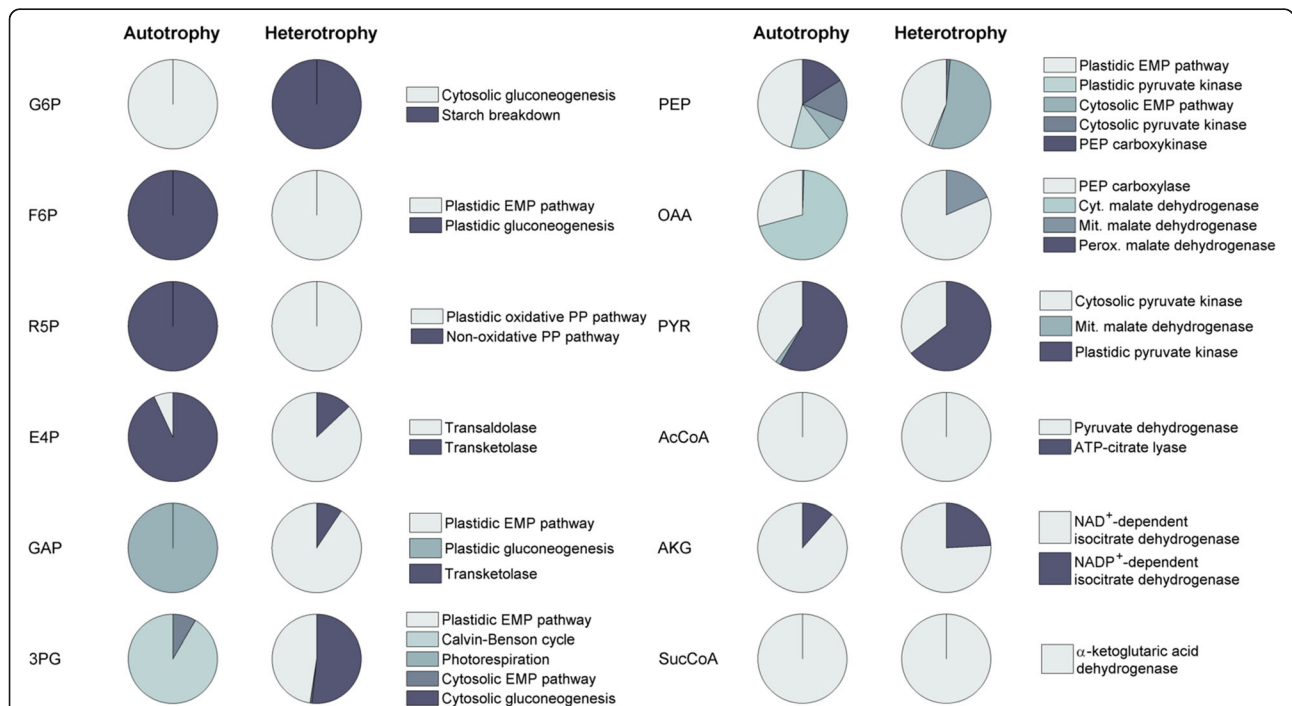 Autotrophy Heterotrophy
G6P
Cytosolic gluconeogenesis
Starch breakdown
F6P
Plastidic EMP pathway
Plastidic gluconeogenesis
R5P
Plastidic oxidative PP pathway
Non-oxidative PP pathway
E4P
Transaldolase
Transketolase
GAP
Plastidic EMP pathway
Plastidic gluconeogenesis
Transketolase
3PG
Plastidic EMP pathway
Calvin-Benson cycle
Photorespiration
Cytosolic EMP pathway
Cytosolic gluconeogenesis
Autotrophy Heterotrophy
PEP
Plastidic EMP pathway
Plastidic pyruvate kinase
Cytosolic EMP pathway
Cytosolic pyruvate kinase
PEP carboxykinase
OAA
PEP carboxylase
Cyt. malate dehydrogenase
Mit. malate dehydrogenase
Perox. malate dehydrogenase
PYR
Cytosolic pyruvate kinase
Mit. malate dehydrogenase
Plastidic pyruvate kinase
AcCoA
Pyruvate dehydrogenase
ATP-citrate lyase
AKG
NAD⁺-dependent
isocitrate dehydrogenase
NADP⁺-dependent
isocitrate dehydrogenase
SucCoA
α-ketoglutaric acid
dehydrogenase